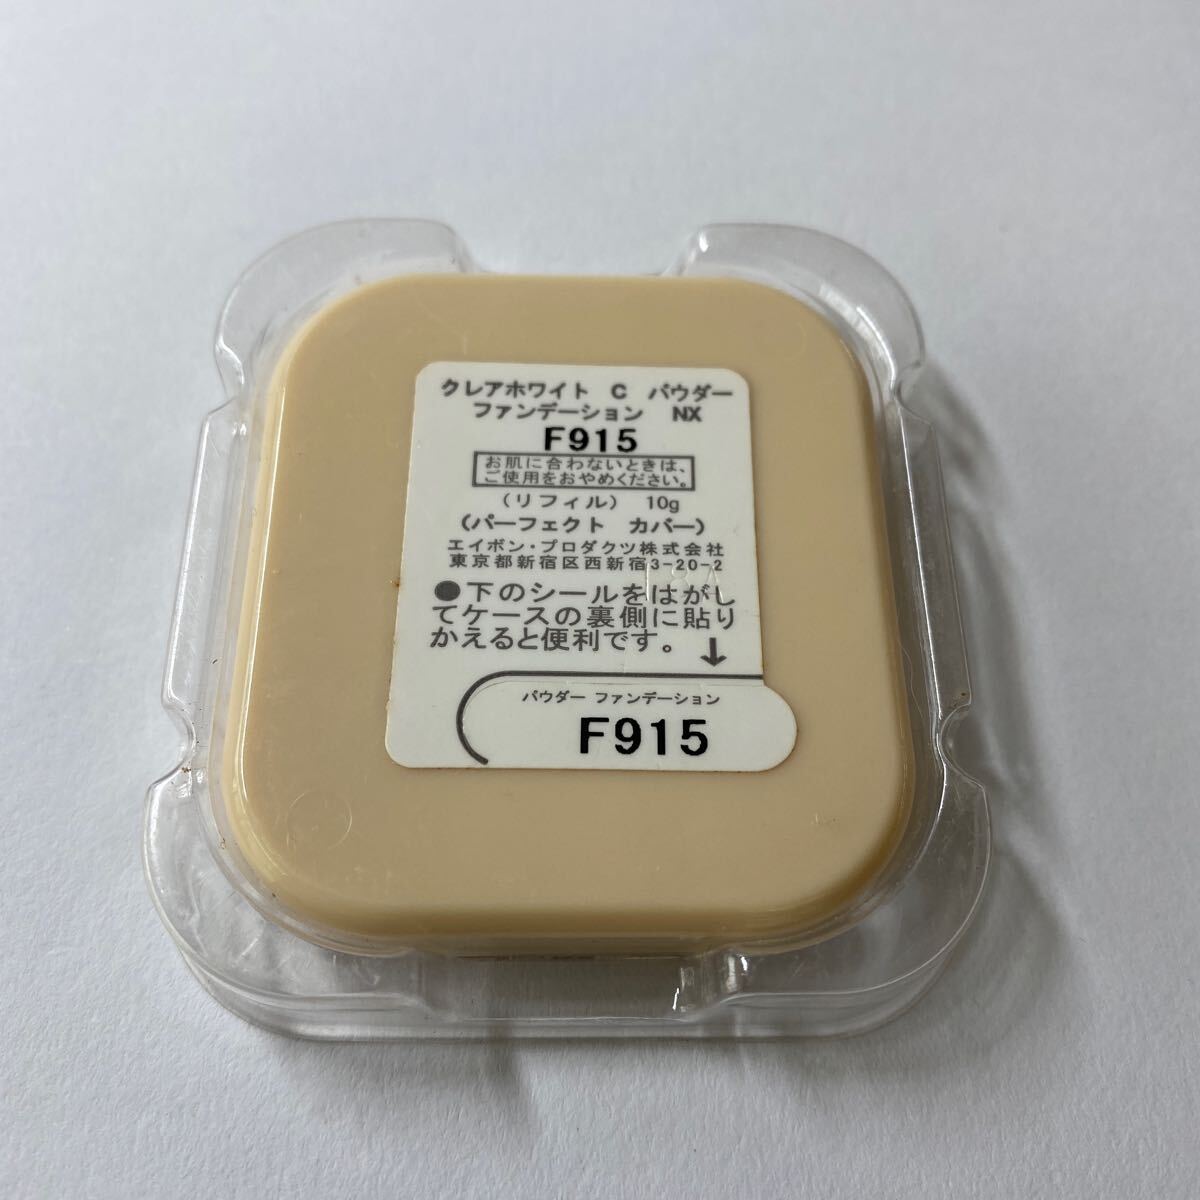 クレアホワイト C パウダー
ファンデーション NX
F915
お肌に合わないときは、
ご使用をおやめください。
(リフィル) 10g
(パーフェクト カバー)
エイボン・プロダクツ株式会社
東京都新宿区西新宿3-20-2
●下のシールをはがし
てケースの裏側に貼り
かえると便利です。↓
パウダー ファンデーション
F915